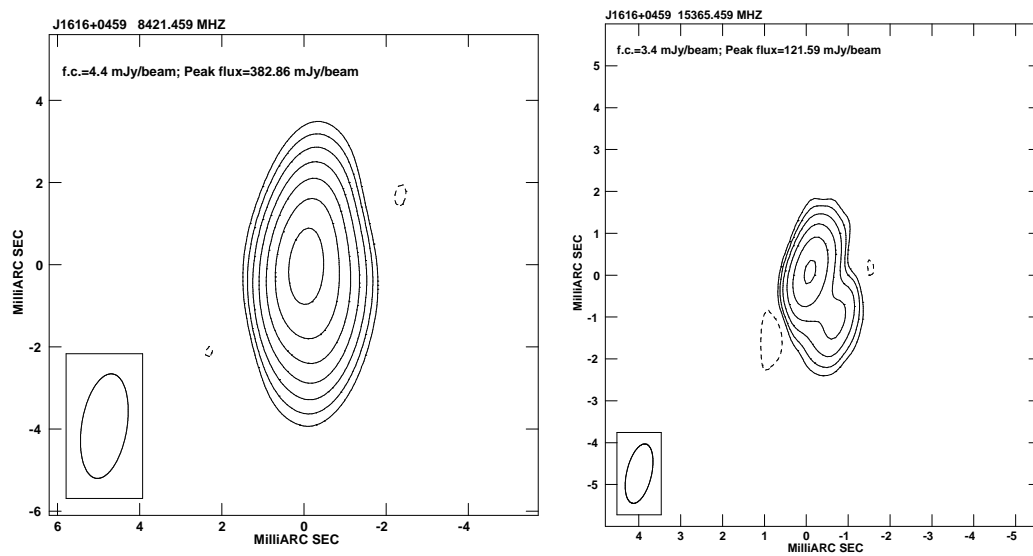 J1616+0459 8421.459 MHZ
f.c.=4.4 mJy/beam; Peak flux=382.86 mJy/beam
MilliARC SEC
4
2
0
-2
-4
-6
6 4 2 0 -2 -4
MilliARC SEC
J1616+0459 15365.459 MHZ
f.c.=3.4 mJy/beam; Peak flux=121.59 mJy/beam
MilliARC SEC
5
4
3
2
1
0
-1
-2
-3
-4
-5
4 3 2 1 0 -1 -2 -3 -4 -5
MilliARC SEC